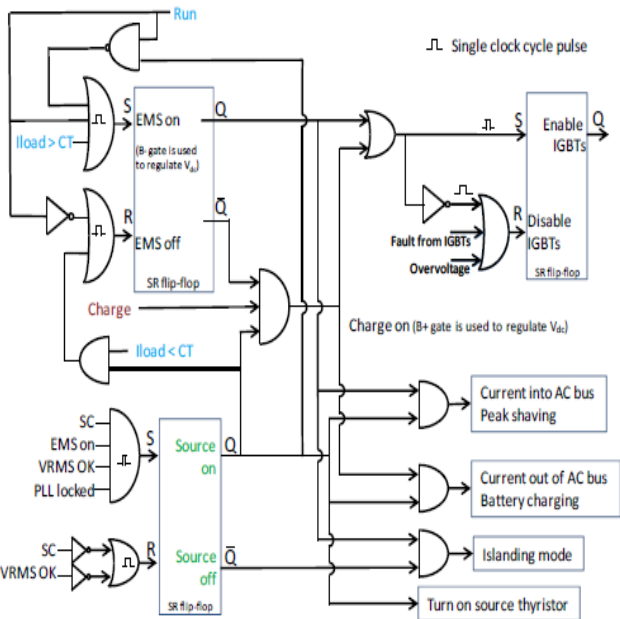 Run
Single clock cycle pulse
S
EMS on
Q
(B- gate is used
to regulate Vdc)
Iload > CT
S
Enable
IGBTs
Q
R
EMS off
Q̅
SR flip-flop
Fault from IGBTs
Overvoltage
R
Disable
IGBTs
SR flip-flop
Charge
Charge on (B+ gate is used to regulate Vdc)
Iload < CT
Current into AC bus
Peak shaving
SC
EMS on
VRMS OK
PLL locked
S
Source
on
Q
Current out of AC bus
Battery charging
SC
VRMS OK
R
Source
off
Q̅
SR flip-flop
Islanding mode
Turn on source thyristor